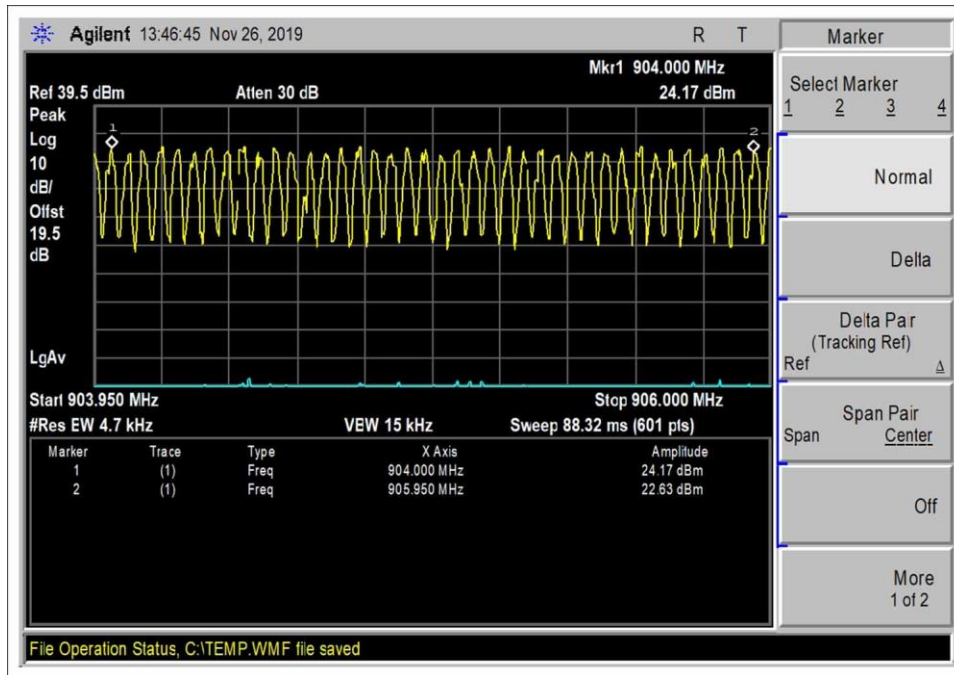 Agilent 13:46:45 Nov 26, 2019 R T
Mkr1 904.000 MHz
Ref 39.5 dBm Atten 30 dB 24.17 dBm
Peak
Log
10
dB/
Offst
19.5
dB
LgAv
1
2
Start 903.950 MHz Stop 906.000 MHz
#Res BW 4.7 kHz VBW 15 kHz Sweep 88.32 ms (601 pts)
Marker Trace Type X Axis Amplitude
1 (1) Freq 904.000 MHz 24.17 dBm
2 (1) Freq 905.950 MHz 22.63 dBm
File Operation Status, C:\TEMP.WMF file saved
Marker
Select Marker
1 2 3 4
Normal
Delta
Delta Pair
(Tracking Ref)
Ref Δ
Span Pair
Span Center
Off
More
1 of 2